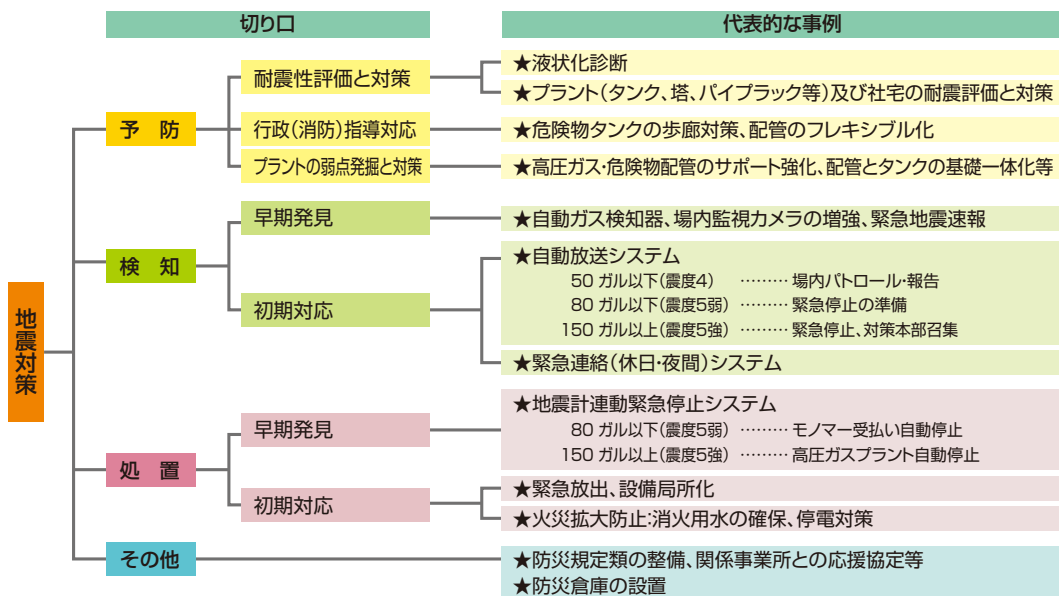 切り口
代表的な事例
地震対策
予 防
耐震性評価と対策
★液状化診断
★プラント(タンク、塔、パイプラック等)及び社宅の耐震評価と対策
行政(消防)指導対応
★危険物タンクの歩廊対策、配管のフレキシブル化
プラントの弱点発掘と対策
★高圧ガス・危険物配管のサポート強化、配管とタンクの基礎一体化等
検 知
早期発見
★自動ガス検知器、場内監視カメラの増強、緊急地震速報
初期対応
★自動放送システム
50 ガル以下(震度4) ………場内パトロール・報告
80 ガル以下(震度5弱) ………緊急停止の準備
150 ガル以上(震度5強) ………緊急停止、対策本部召集
★緊急連絡(休日・夜間)システム
処 置
早期発見
★地震計連動緊急停止システム
80 ガル以下(震度5弱) ………モノマー受払い自動停止
150 ガル以上(震度5強) ………高圧ガスプラント自動停止
初期対応
★緊急放出、設備局所化
★火災拡大防止:消火用水の確保、停電対策
その他
★防災規定類の整備、関係事業所との応援協定等
★防災倉庫の設置